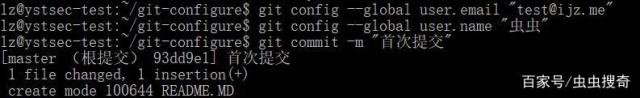 lz@ystsec-test:~/git-configure$ git config --global user.email "test@ijz.me"
lz@ystsec-test:~/git-configure$ git config --global user.name "虫虫"
lz@ystsec-test:~/git-configure$ git commit -m "首次提交"
[master （根提交） 93dd9e1] 首次提交
 1 file changed, 1 insertion(+)
 create mode 100644 README.MD
百家号/虫虫搜奇